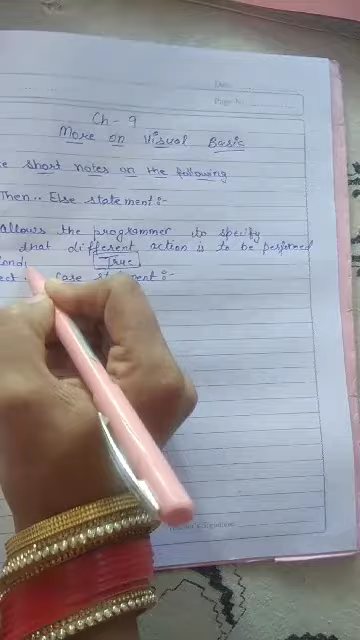 Date
Page No
Ch - 9
More on Visual Basic
short notes on the following
Then.. Else statement :-
allows the programmer to specify
that different action is to be performed
Condi True
case statement :-